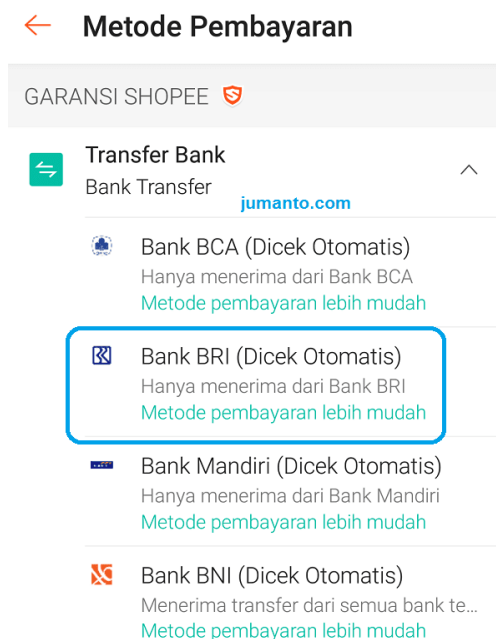 Metode Pembayaran
GARANSI SHOPEE
Transfer Bank
Bank Transfer
jumanto.com
Bank BCA (Dicek Otomatis)
Hanya menerima dari Bank BCA
Metode pembayaran lebih mudah
Bank BRI (Dicek Otomatis)
Hanya menerima dari Bank BRI
Metode pembayaran lebih mudah
Bank Mandiri (Dicek Otomatis)
Hanya menerima dari Bank Mandiri
Metode pembayaran lebih mudah
Bank BNI (Dicek Otomatis)
Menerima transfer dari semua bank te...
Metode pembayaran lebih mudah